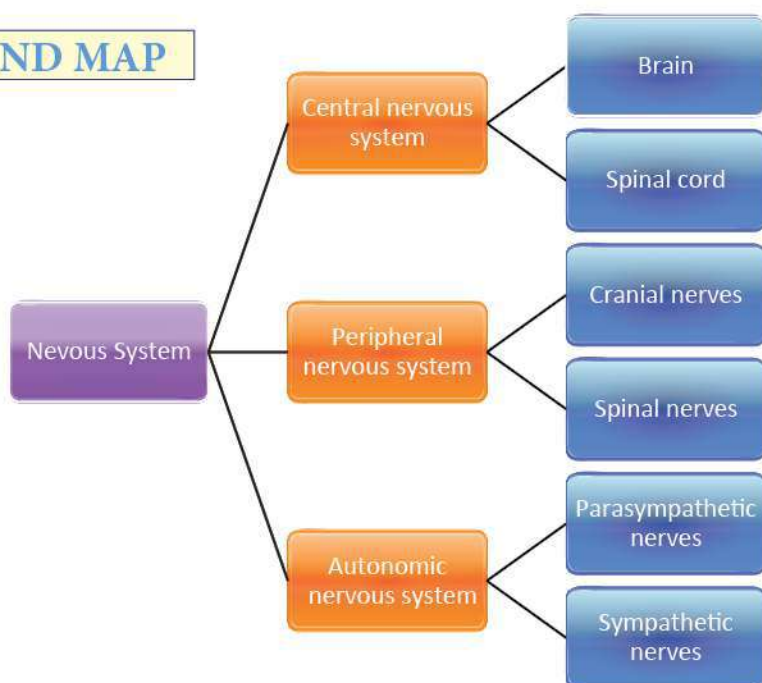 ND MAP
Brain
Central nervous
system
Spinal cord
Cranial nerves
Nevous System
Peripheral
nervous system
Spinal nerves
Parasympathetic
nerves
Autonomic
nervous system
Sympathetic
nerves